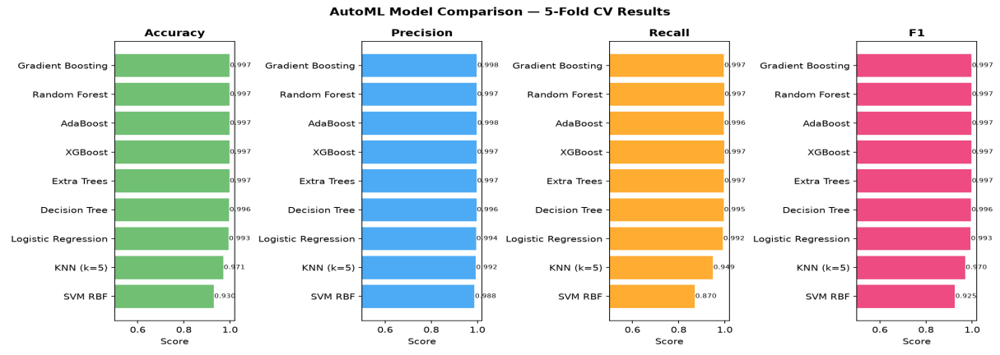 AutoML Model Comparison — 5-Fold CV Results
Accuracy
Gradient Boosting 0.997
Random Forest 0.997
AdaBoost 0.997
XGBoost 0.997
Extra Trees 0.997
Decision Tree 0.996
Logistic Regression 0.993
KNN (k=5) 0.971
SVM RBF 0.930
0.6 0.8 1.0
Score
Precision
Gradient Boosting 0.998
Random Forest 0.997
AdaBoost 0.998
XGBoost 0.997
Extra Trees 0.997
Decision Tree 0.996
Logistic Regression 0.994
KNN (k=5) 0.992
SVM RBF 0.988
0.6 0.8 1.0
Score
Recall
Gradient Boosting 0.997
Random Forest 0.997
AdaBoost 0.996
XGBoost 0.997
Extra Trees 0.997
Decision Tree 0.995
Logistic Regression 0.992
KNN (k=5) 0.949
SVM RBF 0.870
0.6 0.8 1.0
Score
F1
Gradient Boosting 0.997
Random Forest 0.997
AdaBoost 0.997
XGBoost 0.997
Extra Trees 0.997
Decision Tree 0.996
Logistic Regression 0.993
KNN (k=5) 0.970
SVM RBF 0.925
0.6 0.8 1.0
Score